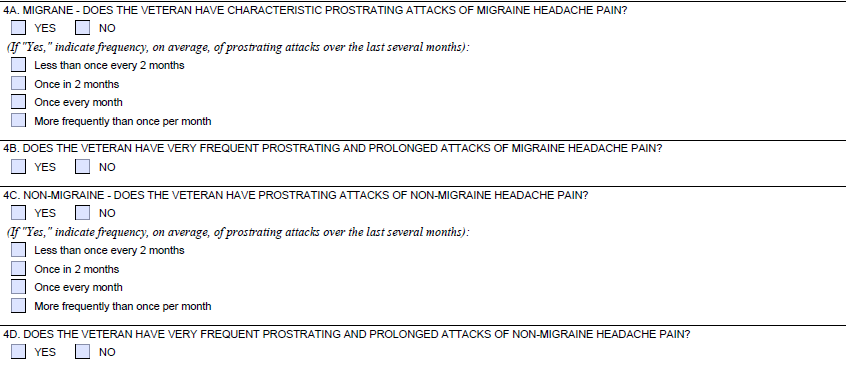 4A. MIGRANE - DOES THE VETERAN HAVE CHARACTERISTIC PROSTRATING ATTACKS OF MIGRAINE HEADACHE PAIN?
YES NO
(If "Yes," indicate frequency, on average, of prostrating attacks over the last several months):
Less than once every 2 months
Once in 2 months
Once every month
More frequently than once per month
4B. DOES THE VETERAN HAVE VERY FREQUENT PROSTRATING AND PROLONGED ATTACKS OF MIGRAINE HEADACHE PAIN?
YES NO
4C. NON-MIGRAINE - DOES THE VETERAN HAVE PROSTRATING ATTACKS OF NON-MIGRAINE HEADACHE PAIN?
YES NO
(If "Yes," indicate frequency, on average, of prostrating attacks over the last several months):
Less than once every 2 months
Once in 2 months
Once every month
More frequently than once per month
4D. DOES THE VETERAN HAVE VERY FREQUENT PROSTRATING AND PROLONGED ATTACKS OF NON-MIGRAINE HEADACHE PAIN?
YES NO